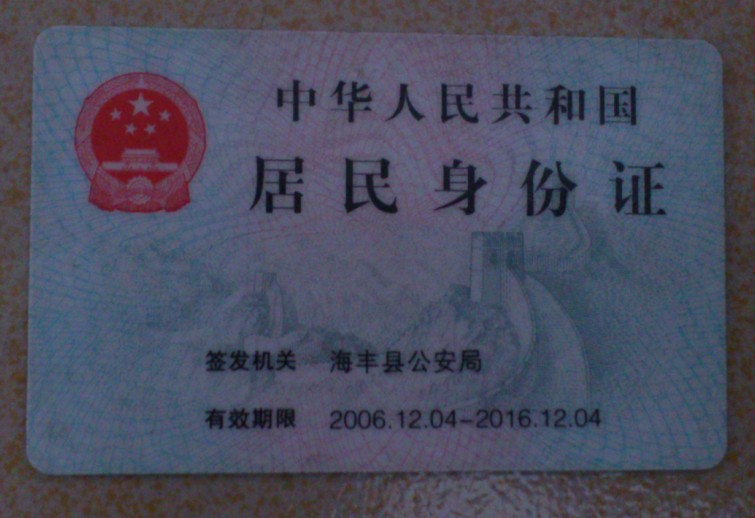 中华人民共和国
居民身份证
签发机关 海丰县公安局
有效期限 2006.12.04-2016.12.04